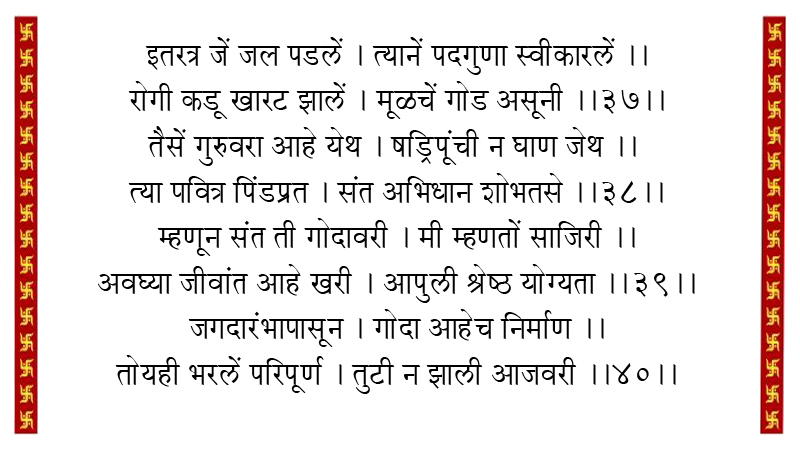 इतरत्र जें जल पडलें । त्यानें पदगुणा स्वीकारलें ।।
रोगी कडू खारट झालें । मूळचें गोड असूनी ।।३७।।
तैसें गुरुवरा आहे येथ । षड्रिपूंची न घाण जेथ ।।
त्या पवित्र पिंडप्रत । संत अभिधान शोभतसे ।।३८।।
म्हणून संत ती गोदावरी । मी म्हणतों साजिरी ।।
अवघ्या जीवांत आहे खरी । आपुली श्रेष्ठ योग्यता ।।३९।।
जगदारंभापासून । गोदा आहेच निर्माण ।।
तोयही भरलें परिपूर्ण । तुटी न झाली आजवरी ।।४०।।